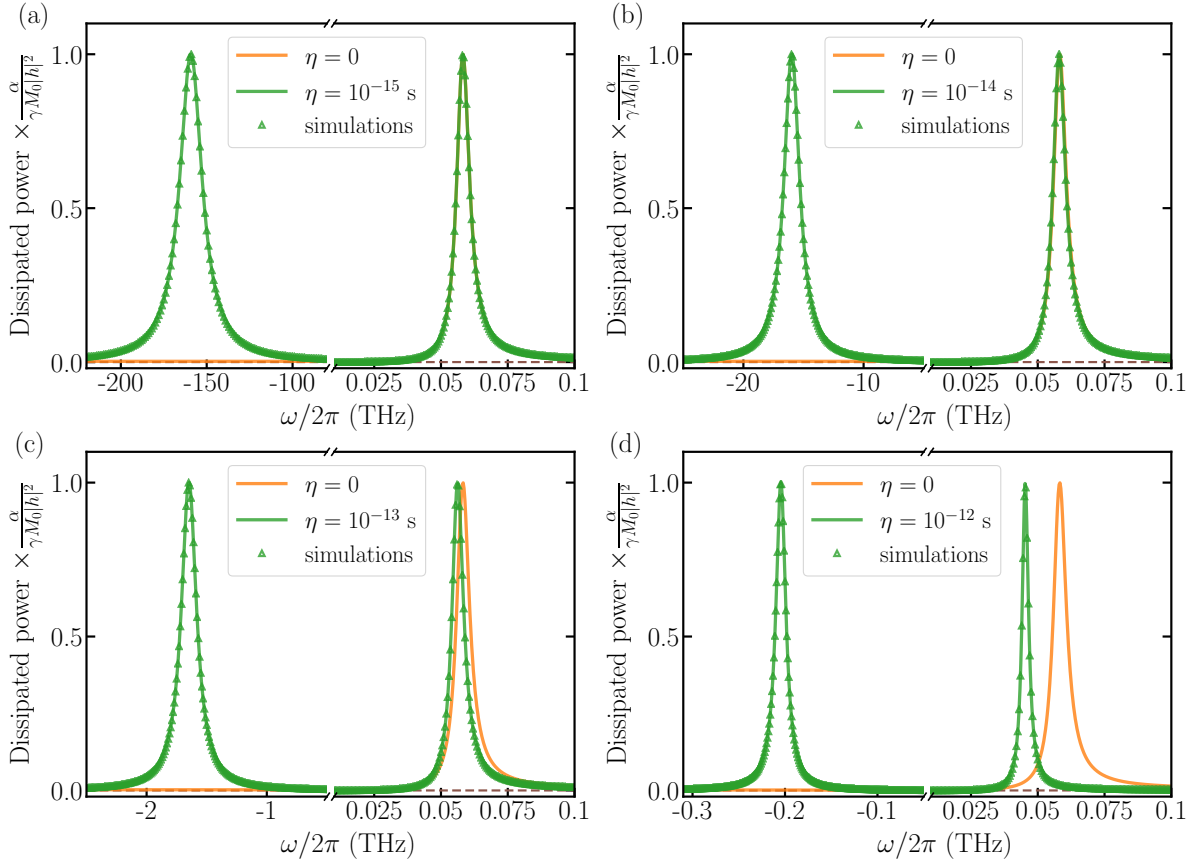 (a)
Dissipated power × α/γM₀|h|²
1.0
0.5
0.0
η = 0
η = 10⁻¹⁵ s
simulations
-200 -150 -100 0.025 0.05 0.075 0.1
ω/2π (THz)
(b)
Dissipated power × α/γM₀|h|²
1.0
0.5
0.0
η = 0
η = 10⁻¹⁴ s
simulations
-20 -10 0.025 0.05 0.075 0.1
ω/2π (THz)
(c)
Dissipated power × α/γM₀|h|²
1.0
0.5
0.0
η = 0
η = 10⁻¹³ s
simulations
-2 -1 0.025 0.05 0.075 0.1
ω/2π (THz)
(d)
Dissipated power × α/γM₀|h|²
1.0
0.5
0.0
η = 0
η = 10⁻¹² s
simulations
-0.3 -0.2 -0.1 0.025 0.05 0.075 0.1
ω/2π (THz)